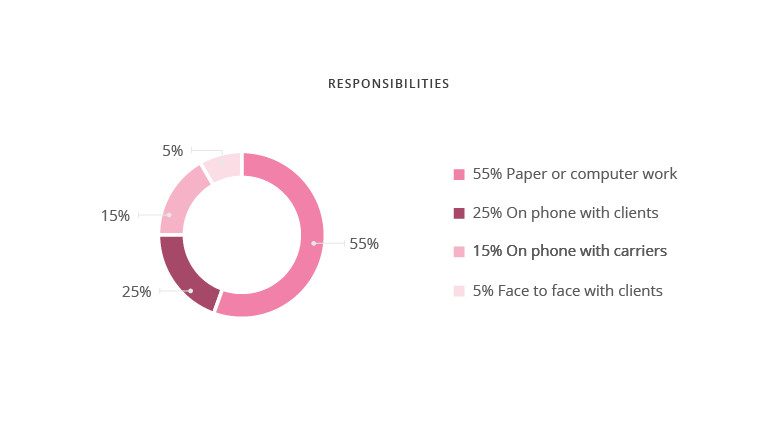 RESPONSIBILITIES
5%
15%
25%
55%
55% Paper or computer work
25% On phone with clients
15% On phone with carriers
5% Face to face with clients